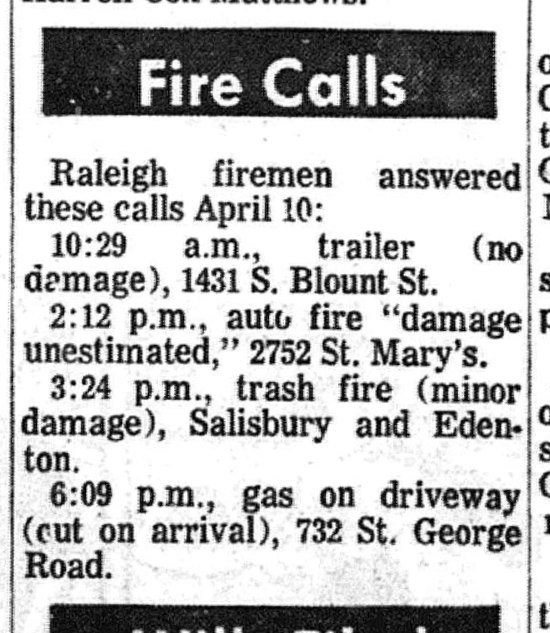 Fire Calls
Raleigh firemen answered
these calls April 10:
10:29 a.m., trailer (no
damage), 1431 S. Blount St.
2:12 p.m., auto fire “damage
unestimated,” 2752 St. Mary's.
3:24 p.m., trash fire (minor
damage), Salisbury and Eden-
ton.
6:09 p.m., gas on driveway
(out on arrival), 732 St. George
Road.